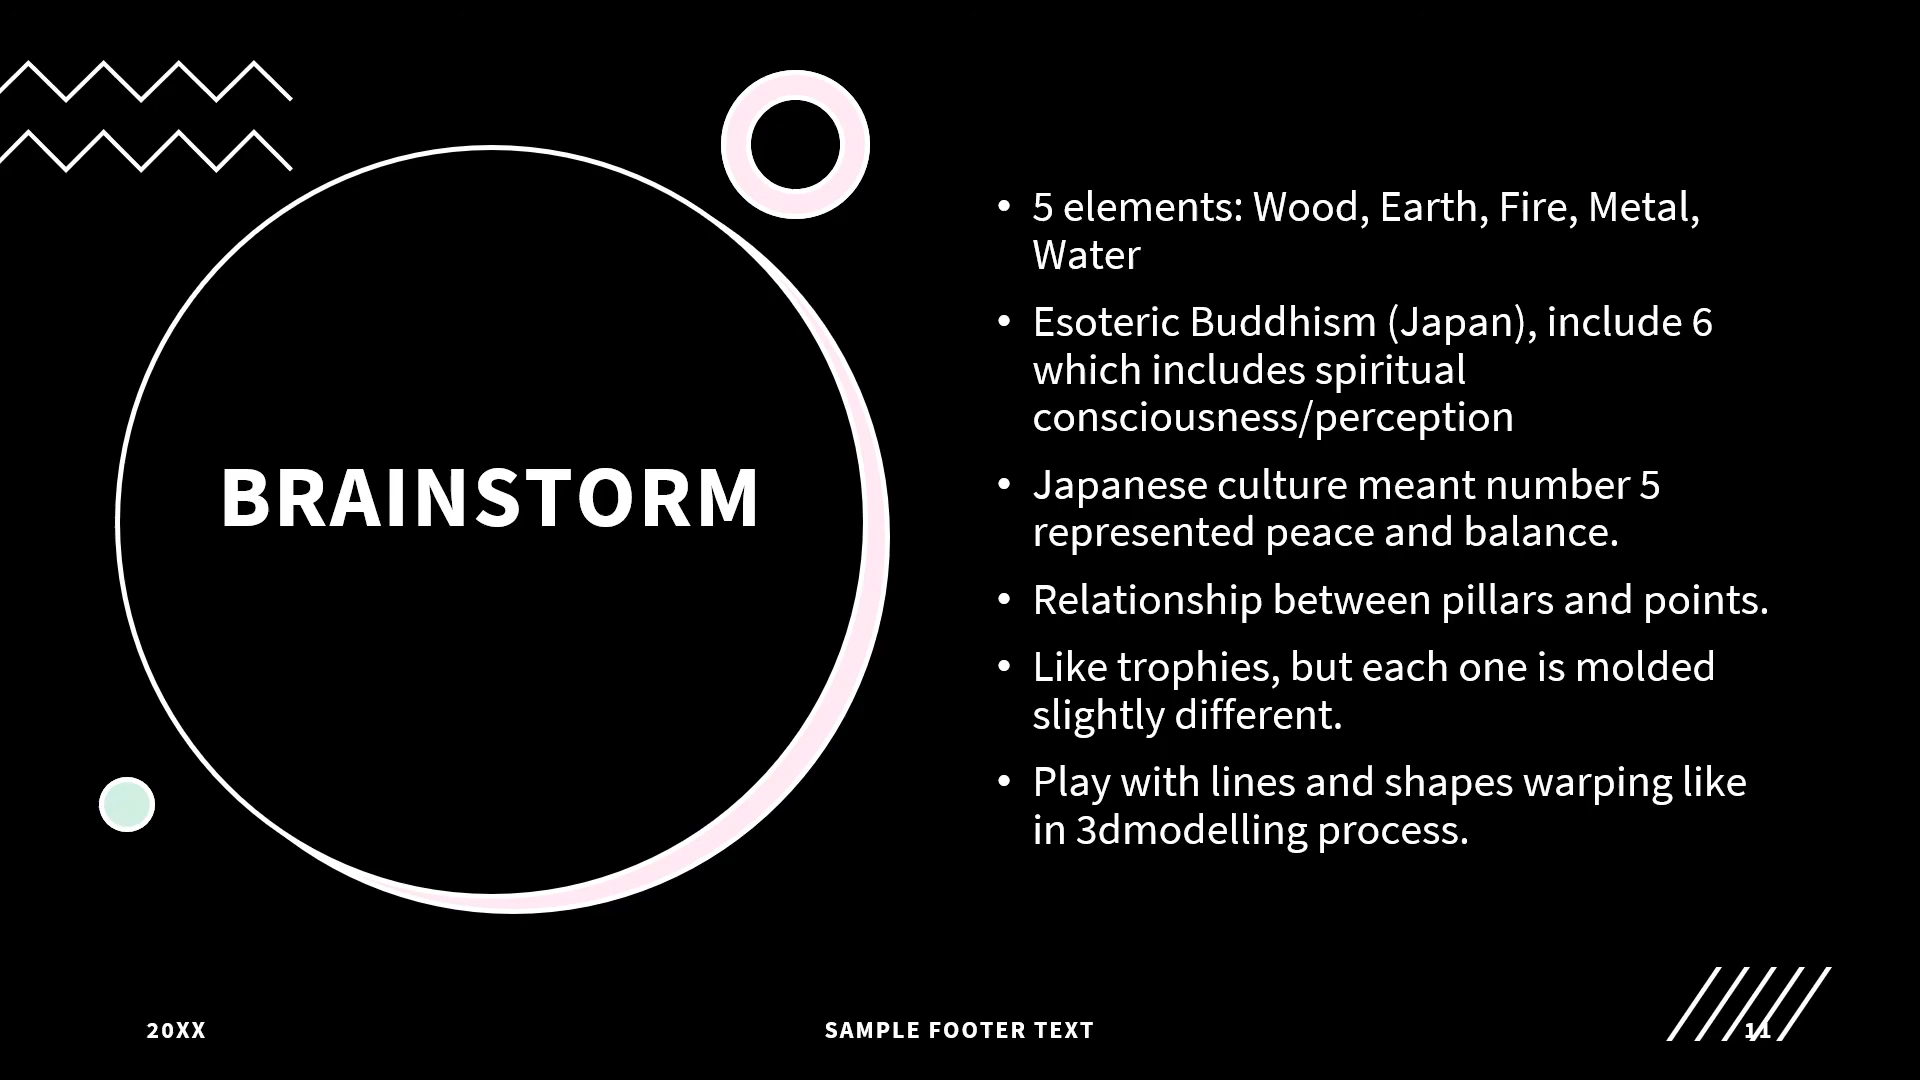 BRAINSTORM
• 5 elements: Wood, Earth, Fire, Metal,
Water
• Esoteric Buddhism (Japan), include 6
which includes spiritual
consciousness/perception
• Japanese culture meant number 5
represented peace and balance.
• Relationship between pillars and points.
• Like trophies, but each one is molded
slightly different.
• Play with lines and shapes warping like
in 3dmodelling process.
20XX
SAMPLE FOOTER TEXT
11